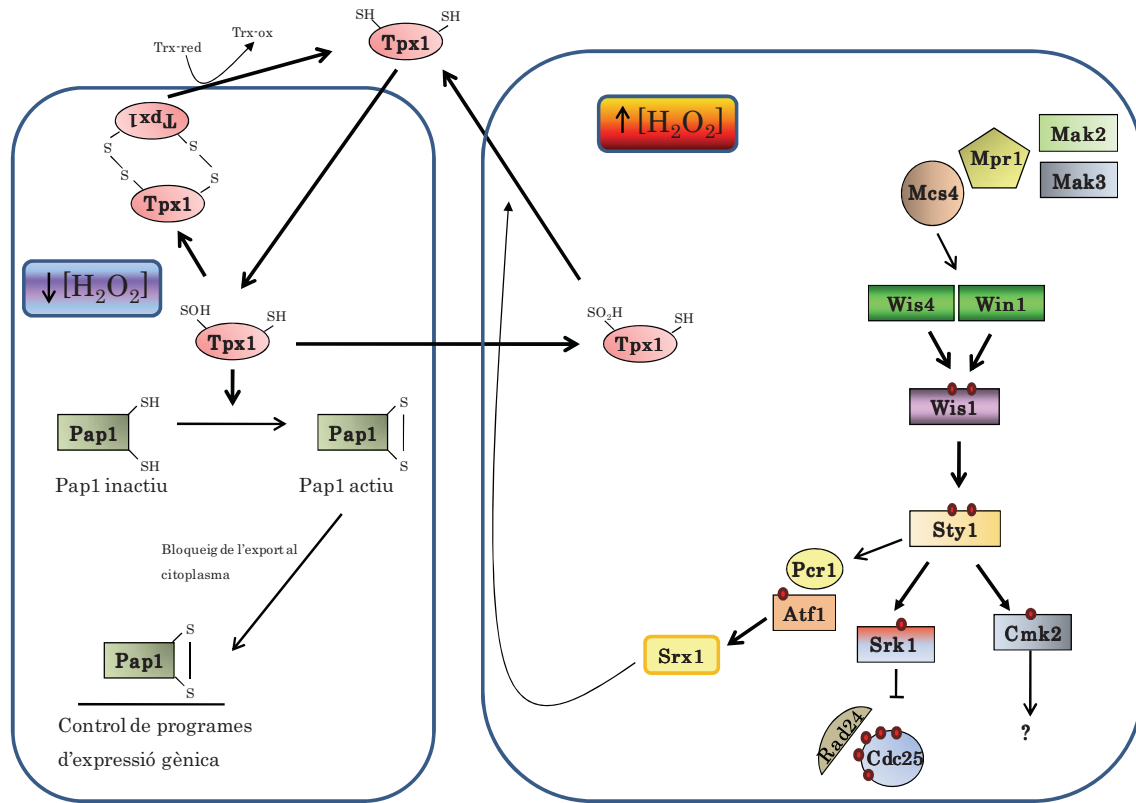 Trx-red
Trx-ox
SH
S
Tpx1
Tpx1
S
S
S
S
Tpx1
↓ [H₂O₂]
SOH
SH
Tpx1
Pap1
SH
SH
Pap1 inactiu
Pap1
S
S
Pap1 actiu
Bloqueig de l'export al
citoplasma
Pap1
S
S
Control de programes
d'expressió gènica
↑ [H₂O₂]
SO₂H
SH
Tpx1
Mak2
Mpr1
Mak3
Mcs4
Wis4
Win1
Wis1
Sty1
Pcr1
Atf1
Srx1
Srk1
Cmk2
Rad24
Cdc25
?